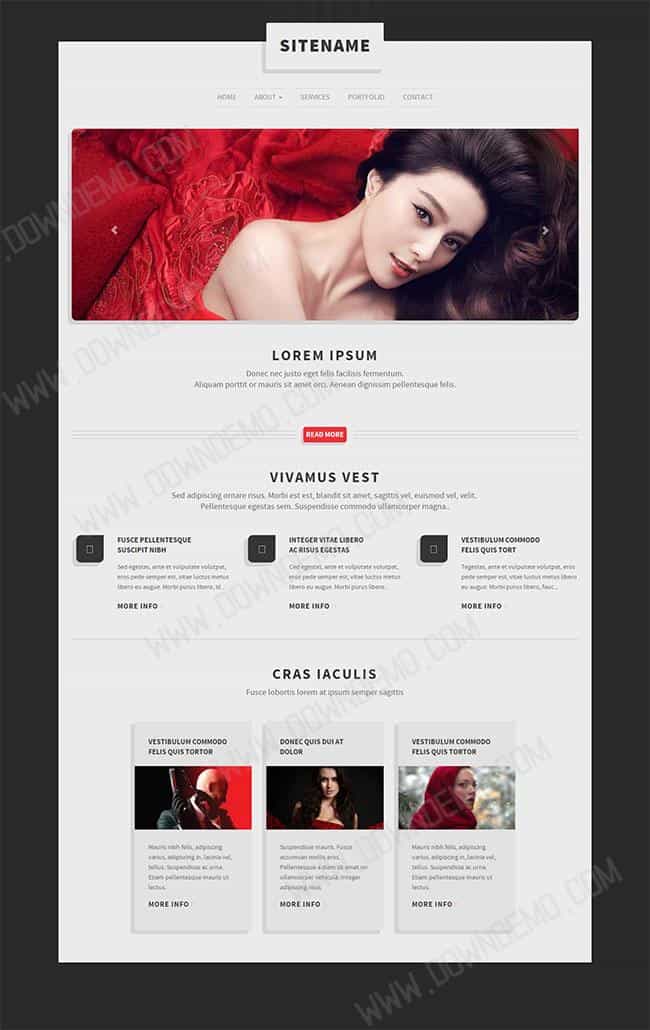 SITENAME
HOME ABOUT SERVICES PORTFOLIO CONTACT
LOREM IPSUM
Donec nec justo eget felis facilisis fermentum.
Aliquam porttit or mauris sit amet orci. Aenean dignissim pellentesque felis.
READ MORE
VIVAMUS VEST
Sed adipiscing ornare risus. Morbi est est, blandit sit amet, sagittis vel, euismod vel, velit.
Pellentesque egestas sem. Suspendisse commodo ullamcorper magna..
FUSCE PELLENTESQUE
SUSCIPIT NIBH
Sed egestas, ante et vulputate volutpat,
eros pede semper est, vitae luctus metus
libero eu augue. Morbi purus libero, id..
MORE INFO
INTEGER VITAE LIBERO
AC RISUS EGESTAS
Ced egestas, ante et vulputate volutpat,
eros pede semper est, vitae luctus metus
libero eu augue. Morbi purus libero..
MORE INFO
VESTIBULUM COMMODO
FELIS QUIS TORT
Tegestas, ante et vulputate volutpat, eros
pede semper est, vitae luctus metus
libero eu augue. Morbi purus libero, fauc..
MORE INFO
CRAS IACULIS
Fusce lobortis lorem at ipsum semper sagittis
VESTIBULUM COMMODO
FELIS QUIS TORTOR
Mauris nibh felis, adipiscing
varius, adipiscing in, lacinia vel,
tellus. Suspendisse ac urna.
Etiam pellentesque mauris ut
lectus.
MORE INFO
DONEC QUIS DUI AT
DOLOR
Suspendisse mauris. Fusce
accumsan mollis eros.
Pellentesque a diam sit amet mi
ullamcorper vehicula. Integer
adipiscing risus
MORE INFO
VESTIBULUM COMMODO
FELIS QUIS TORTOR
Mauris nibh felis, adipiscing
varius, adipiscing in, lacinia vel,
tellus. Suspendisse ac urna.
Etiam pellentesque mauris ut
lectus.
MORE INFO
WWW.DOWNDEMO.COM
WWW.DOWNDEMO.COM
WWW.DOWNDEMO.COM
WWW.DOWNDEMO.COM